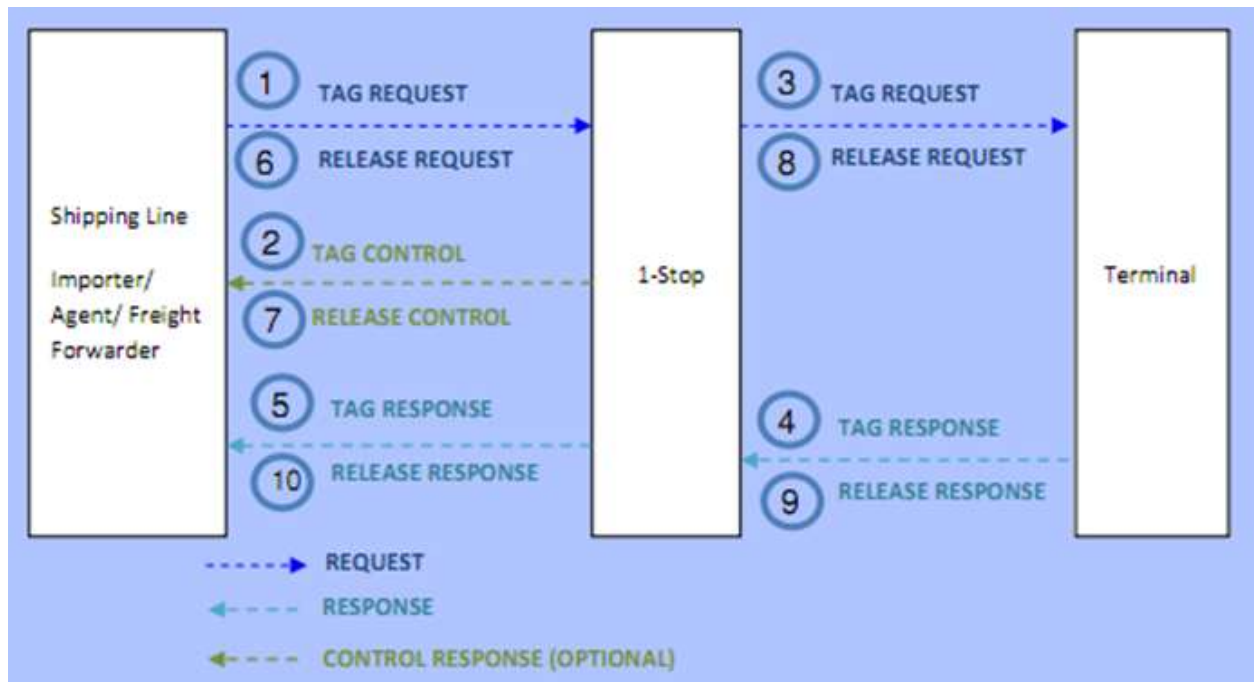 1
TAG REQUEST
3
TAG REQUEST
6
RELEASE REQUEST
8
RELEASE REQUEST
Shipping Line
Importer/
Agent/ Freight
Forwarder
2
TAG CONTROL
7
RELEASE CONTROL
1-Stop
Terminal
5
TAG RESPONSE
4
TAG RESPONSE
10
RELEASE RESPONSE
9
RELEASE RESPONSE
REQUEST
RESPONSE
CONTROL RESPONSE (OPTIONAL)